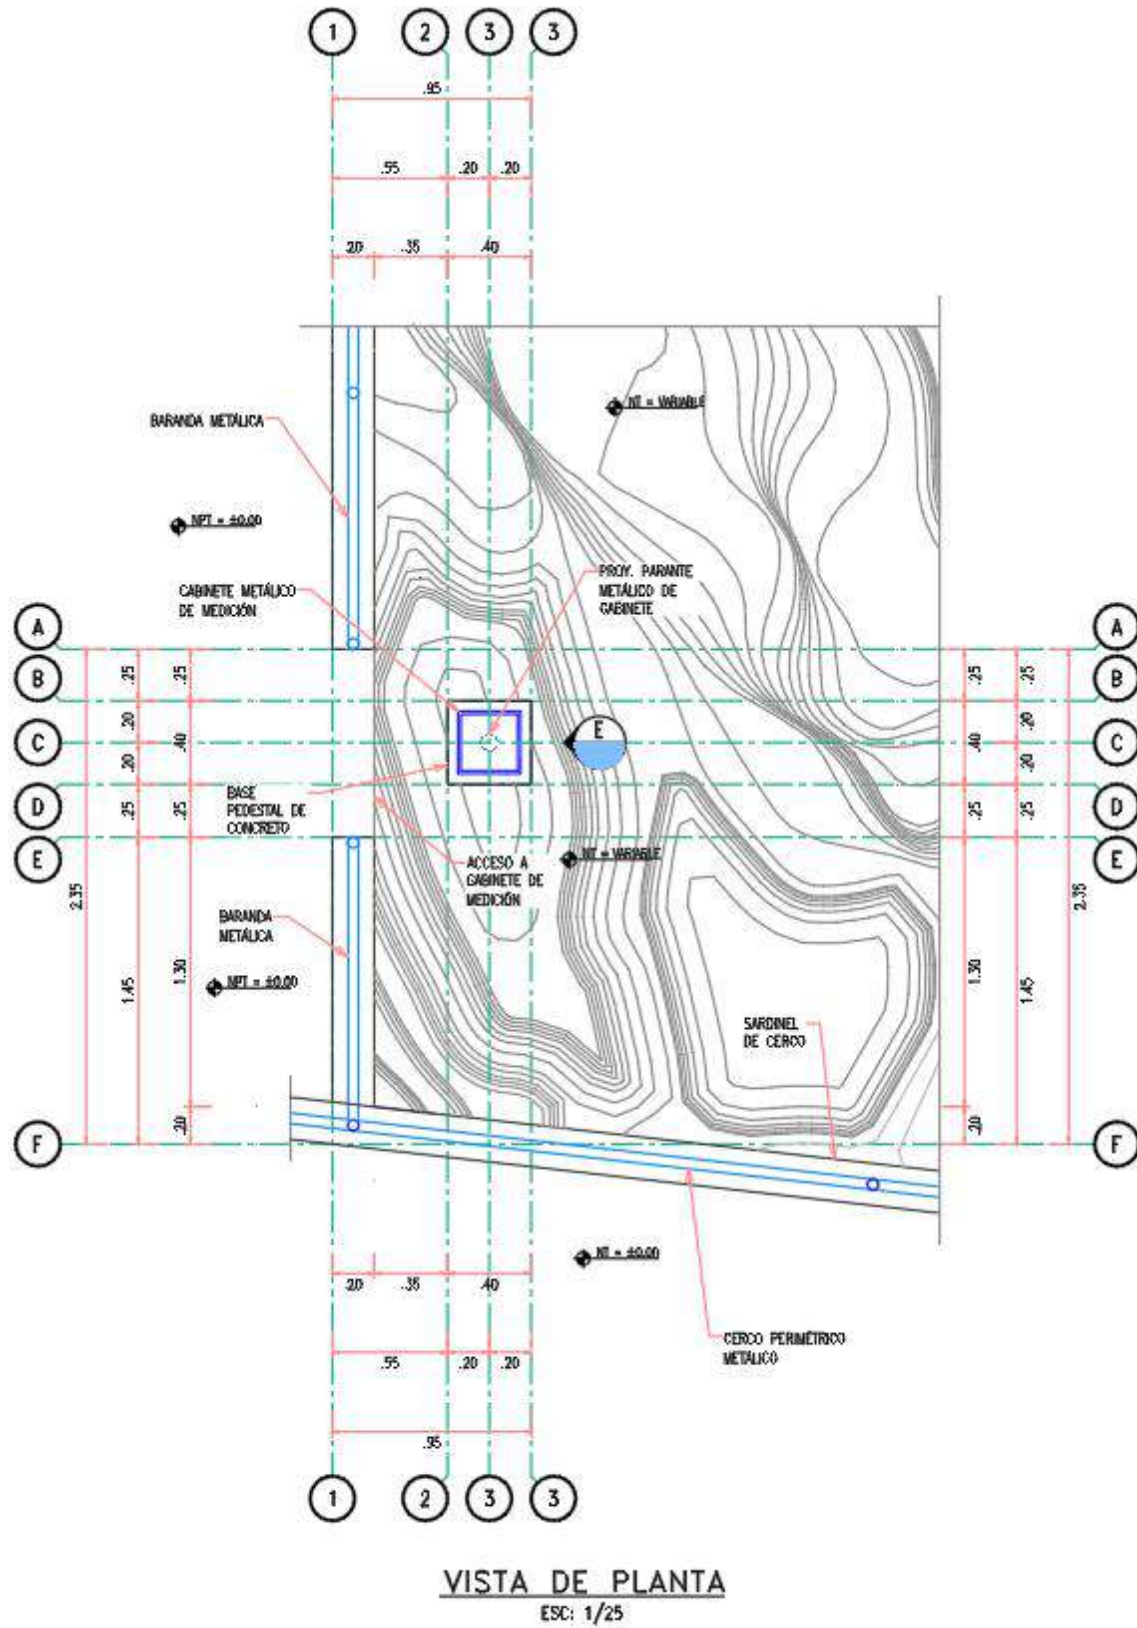 1 2 3 3
.95
.55 .20 .20
.20 .35 .40
NT = VARIABLE
BARANDA METÁLICA
NPT = ±0.00
PROY. PARANTE
METÁLICO DE
GABINETE
GABINETE METÁLICO
DE MEDICIÓN
A A
.25 .25 .25 .25
B B
.20 .20
C .40 E .40 C
.20 .20
D D
BASE
PEDESTAL DE
CONCRETO
.25 .25 .25 .25
E E
NT = VARIABLE
ACCESO A
GABINETE DE
MEDICIÓN
2.35 2.35
BARANDA
METÁLICA
NPT = ±0.00
1.45 1.30 1.30 1.45
SARDINEL
DE CERCO
.20 .20
F F
NT = ±0.00
.20 .35 .40
CERCO PERIMÉTRICO
METÁLICO
.55 .20 .20
.95
1 2 3 3
VISTA DE PLANTA
ESC: 1/25